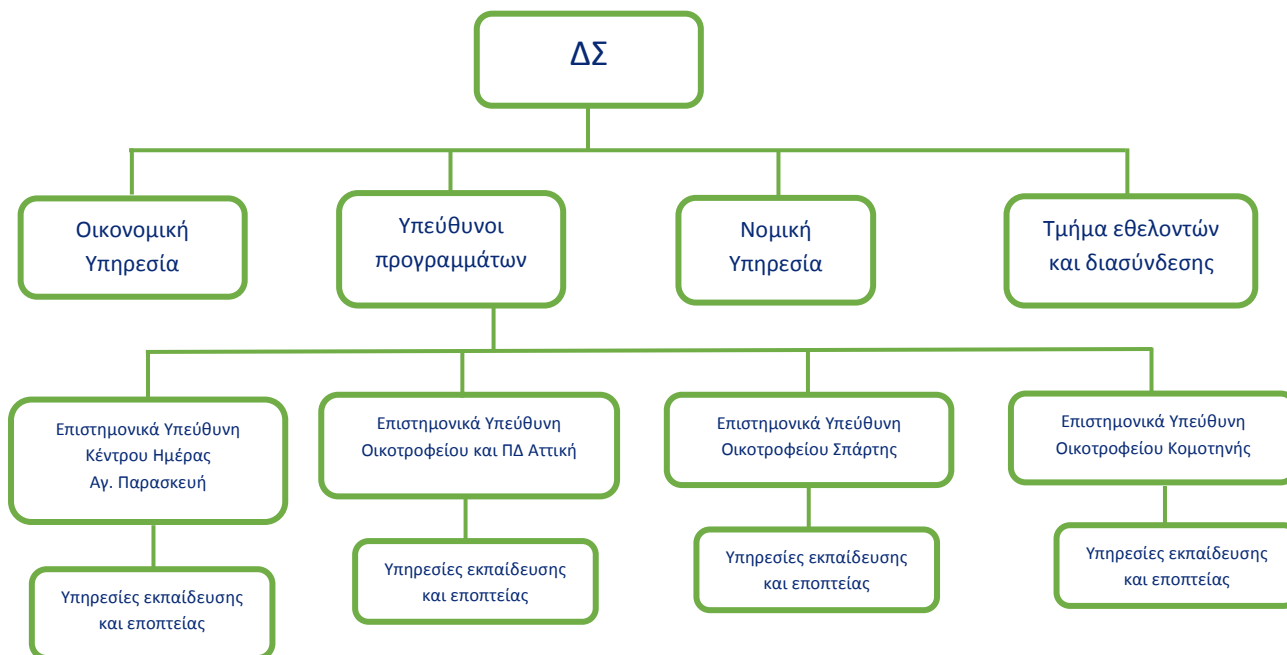 ΔΣ
Οικονομική
Υπηρεσία
Υπεύθυνοι
προγραμμάτων
Νομική
Υπηρεσία
Τμήμα εθελοντών
και διασύνδεσης
Επιστημονικά Υπεύθυνη
Κέντρου Ημέρας
Αγ. Παρασκευή
Επιστημονικά Υπεύθυνη
Οικοτροφείου και ΠΔ Αττική
Επιστημονικά Υπεύθυνη
Οικοτροφείου Σπάρτης
Επιστημονικά Υπεύθυνη
Οικοτροφείου Κομοτηνής
Υπηρεσίες εκπαίδευσης
και εποπτείας
Υπηρεσίες εκπαίδευσης
και εποπτείας
Υπηρεσίες εκπαίδευσης
και εποπτείας
Υπηρεσίες εκπαίδευσης
και εποπτείας